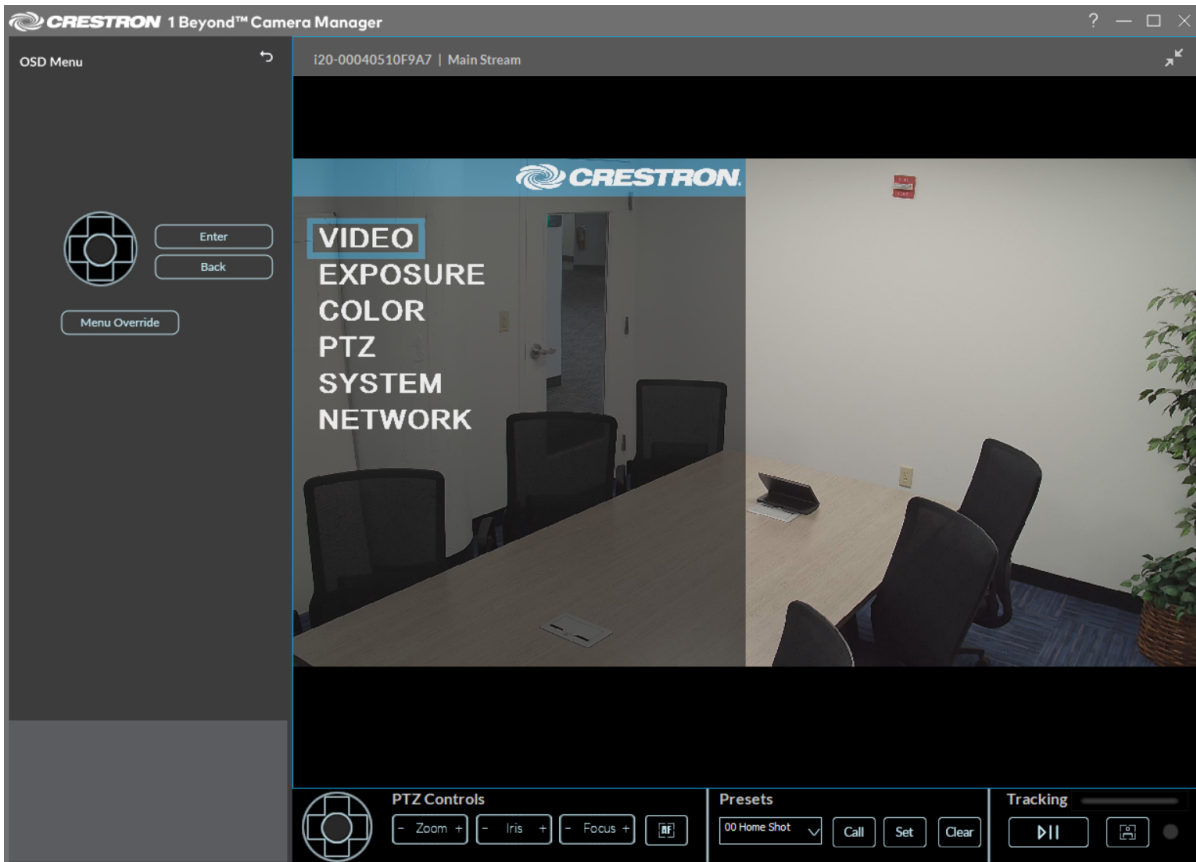 CRESTRON 1 Beyond™ Camera Manager
?
OSD Menu
i20-00040510F9A7 | Main Stream
CRESTRON.
VIDEO
EXPOSURE
COLOR
PTZ
SYSTEM
NETWORK
Enter
Back
Menu Override
PTZ Controls
- Zoom +
- Iris +
- Focus +
AF
Presets
00 Home Shot
Call
Set
Clear
Tracking